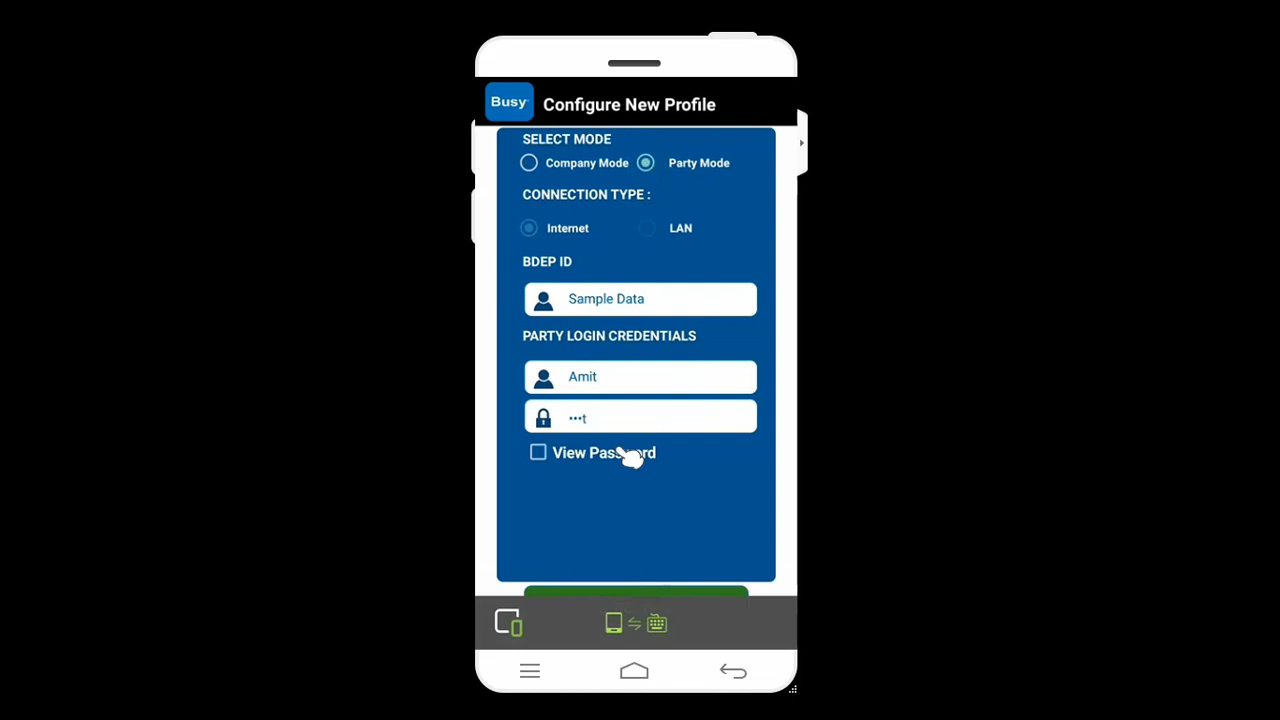 Busy Configure New Profile
SELECT MODE
Company Mode Party Mode
CONNECTION TYPE :
Internet LAN
BDEP ID
Sample Data
PARTY LOGIN CREDENTIALS
Amit
•••t
View Password